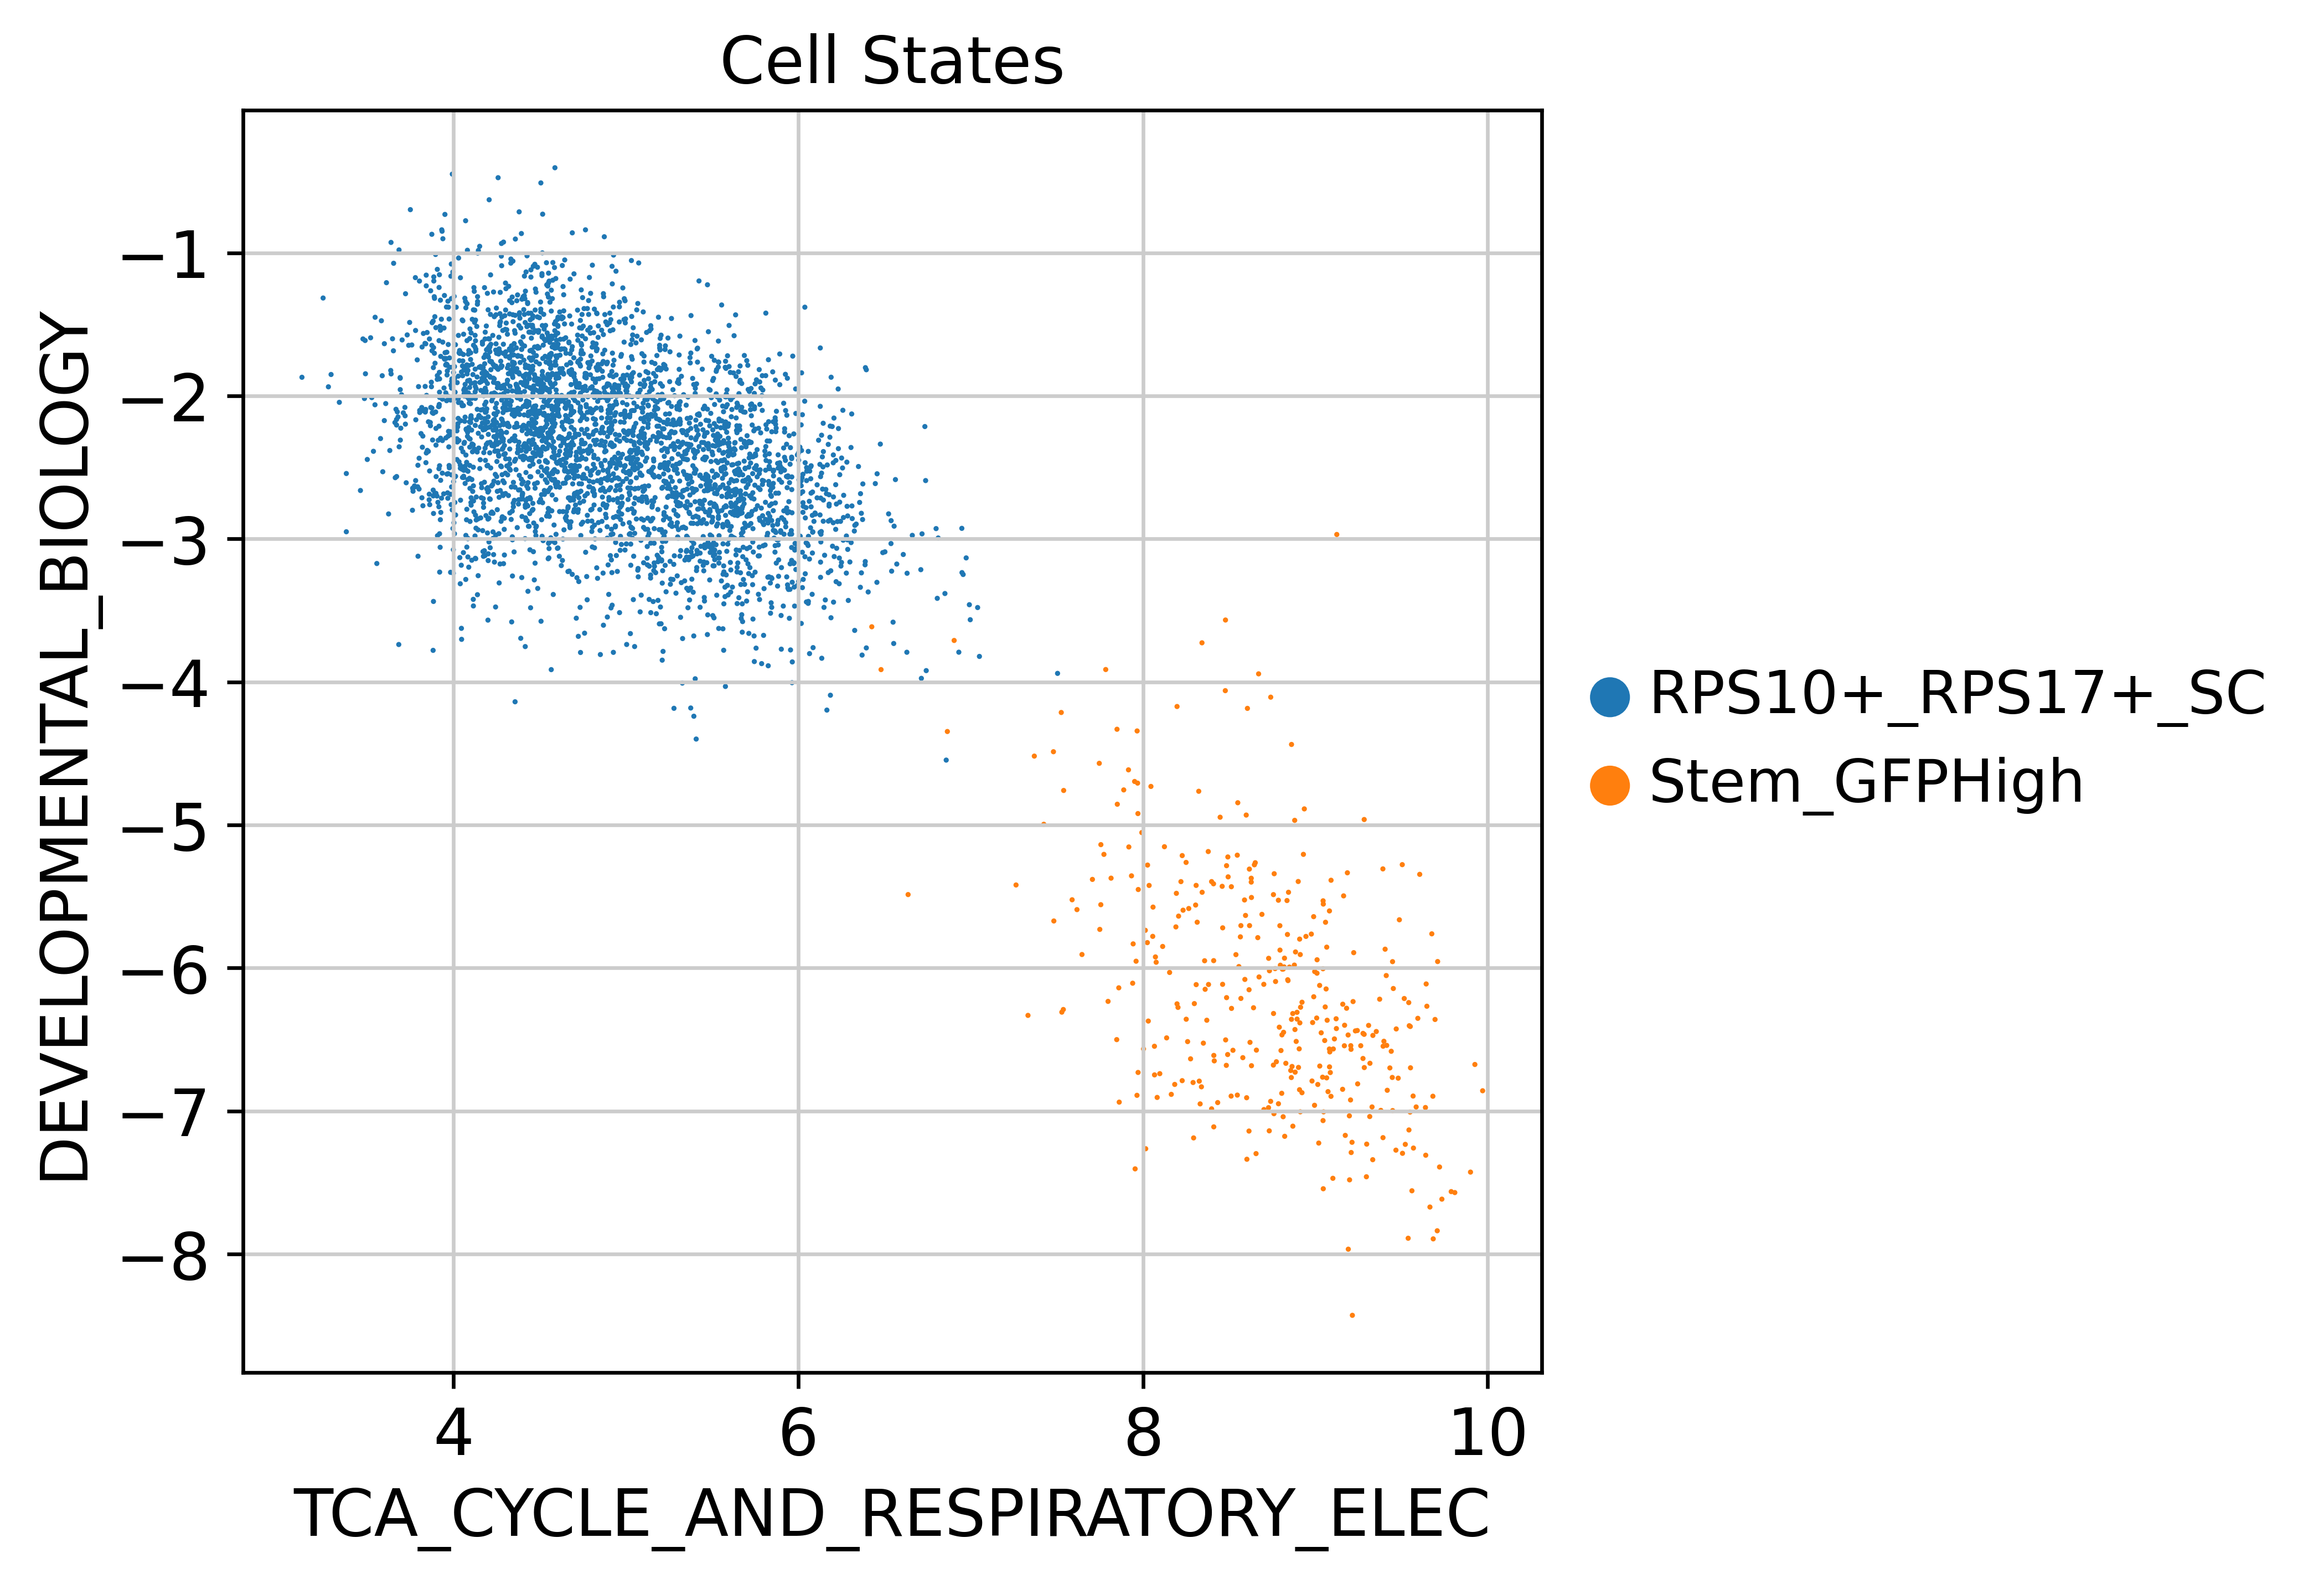 Cell States
DEVELOPMENTAL_BIOLOGY
−1
−2
−3
−4
−5
−6
−7
−8
4 6 8 10
TCA_CYCLE_AND_RESPIRATORY_ELEC
RPS10+_RPS17+_SC
Stem_GFPHigh